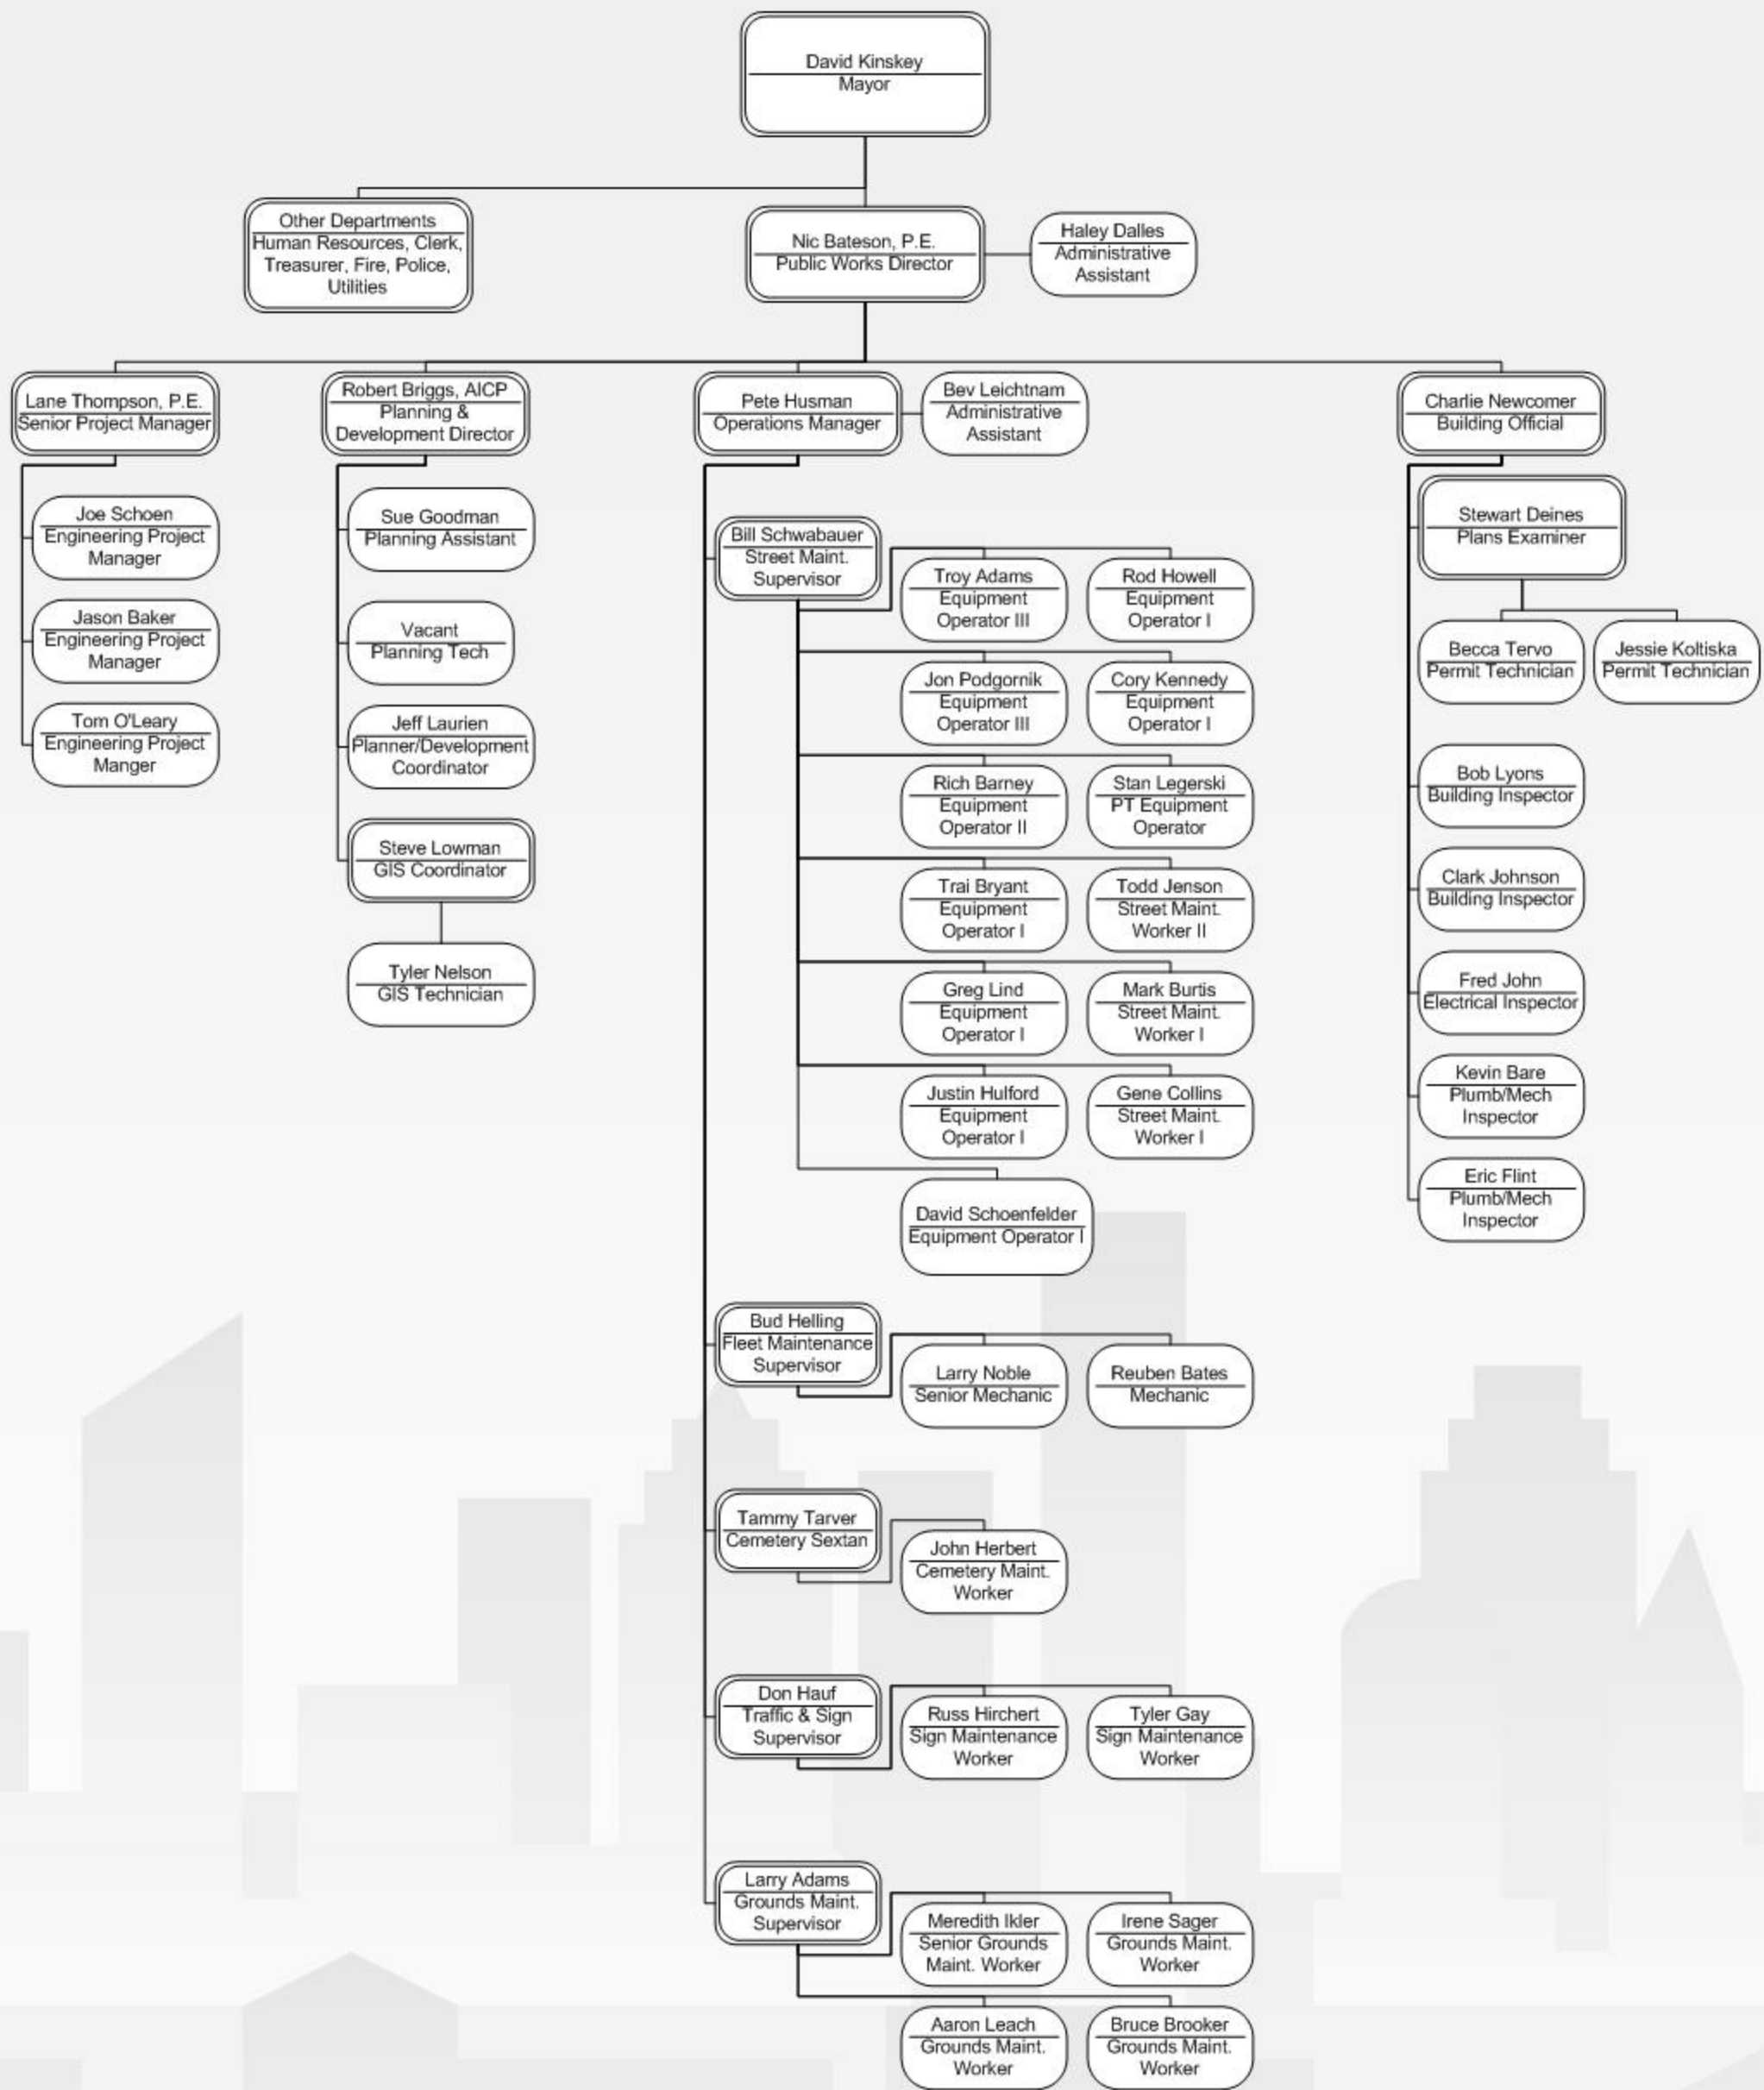 David Kinskey
Mayor
Other Departments
Human Resources, Clerk,
Treasurer, Fire, Police,
Utilities
Nic Bateson, P.E.
Public Works Director
Haley Dalles
Administrative
Assistant
Lane Thompson, P.E.
Senior Project Manager
Joe Schoen
Engineering Project
Manager
Jason Baker
Engineering Project
Manager
Tom O'Leary
Engineering Project
Manger
Robert Briggs, AICP
Planning &
Development Director
Sue Goodman
Planning Assistant
Vacant
Planning Tech
Jeff Laurien
Planner/Development
Coordinator
Steve Lowman
GIS Coordinator
Tyler Nelson
GIS Technician
Pete Husman
Operations Manager
Bev Leichtnam
Administrative
Assistant
Bill Schwabauer
Street Maint.
Supervisor
Troy Adams
Equipment
Operator III
Rod Howell
Equipment
Operator I
Jon Podgornik
Equipment
Operator III
Cory Kennedy
Equipment
Operator I
Rich Barney
Equipment
Operator II
Stan Legerski
PT Equipment
Operator
Trai Bryant
Equipment
Operator I
Todd Jenson
Street Maint.
Worker II
Greg Lind
Equipment
Operator I
Mark Burtis
Street Maint.
Worker I
Justin Hulford
Equipment
Operator I
Gene Collins
Street Maint.
Worker I
David Schoenfelder
Equipment Operator I
Bud Helling
Fleet Maintenance
Supervisor
Larry Noble
Senior Mechanic
Reuben Bates
Mechanic
Tammy Tarver
Cemetery Sextan
John Herbert
Cemetery Maint.
Worker
Don Hauf
Traffic & Sign
Supervisor
Russ Hirchert
Sign Maintenance
Worker
Tyler Gay
Sign Maintenance
Worker
Larry Adams
Grounds Maint.
Supervisor
Meredith Ikler
Senior Grounds
Maint. Worker
Irene Sager
Grounds Maint.
Worker
Aaron Leach
Grounds Maint.
Worker
Bruce Brooker
Grounds Maint.
Worker
Charlie Newcomer
Building Official
Stewart Deines
Plans Examiner
Becca Tervo
Permit Technician
Jessie Koltiska
Permit Technician
Bob Lyons
Building Inspector
Clark Johnson
Building Inspector
Fred John
Electrical Inspector
Kevin Bare
Plumb/Mech
Inspector
Eric Flint
Plumb/Mech
Inspector